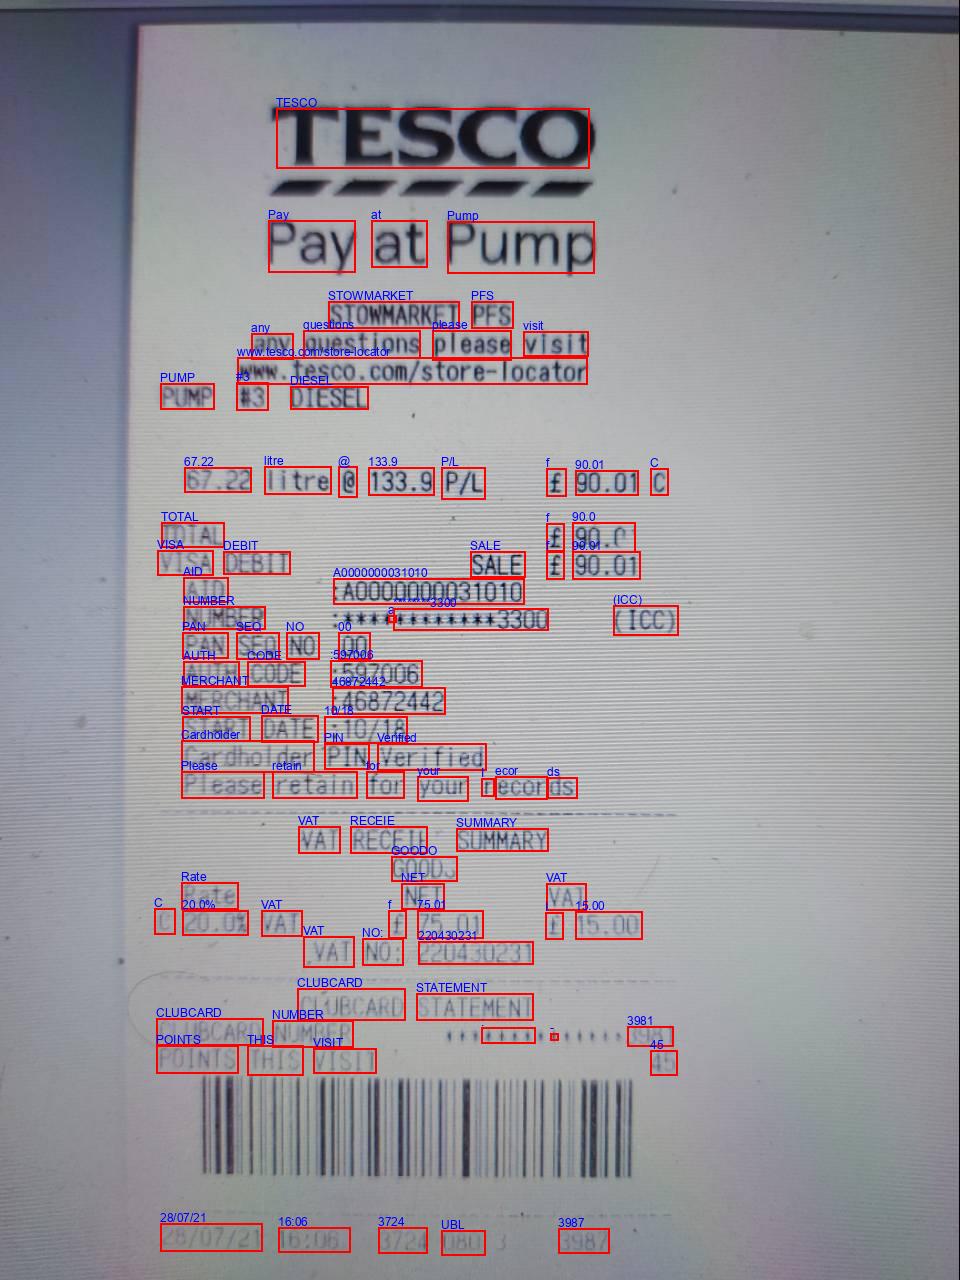 TESCO
Pay at Pump
STOWMARKET PFS
any questions please visit
www.tesco.com/store-locator
PUMP #3 DIESEL
67.22 litre @ 133.9 P/L £ 90.01 C
TOTAL £ 90.01
VISA DEBIT SALE £ 90.01
AID :A0000000031010
NUMBER :************3300 (ICC)
PAN SEQ NO :00
AUTH CODE :597006
MERCHANT :46872442
START DATE :10/18
Cardholder PIN Verified
Please retain for your records
VAT RECEIPT SUMMARY
GOODS
Rate NET VAT
C 20.0% VAT £ 75.01 £ 15.00
VAT NO: 220430231
CLUBCARD STATEMENT
CLUBCARD NUMBER **************3981
POINTS THIS VISIT 45
28/07/21 16:06 3724 080 3 3987